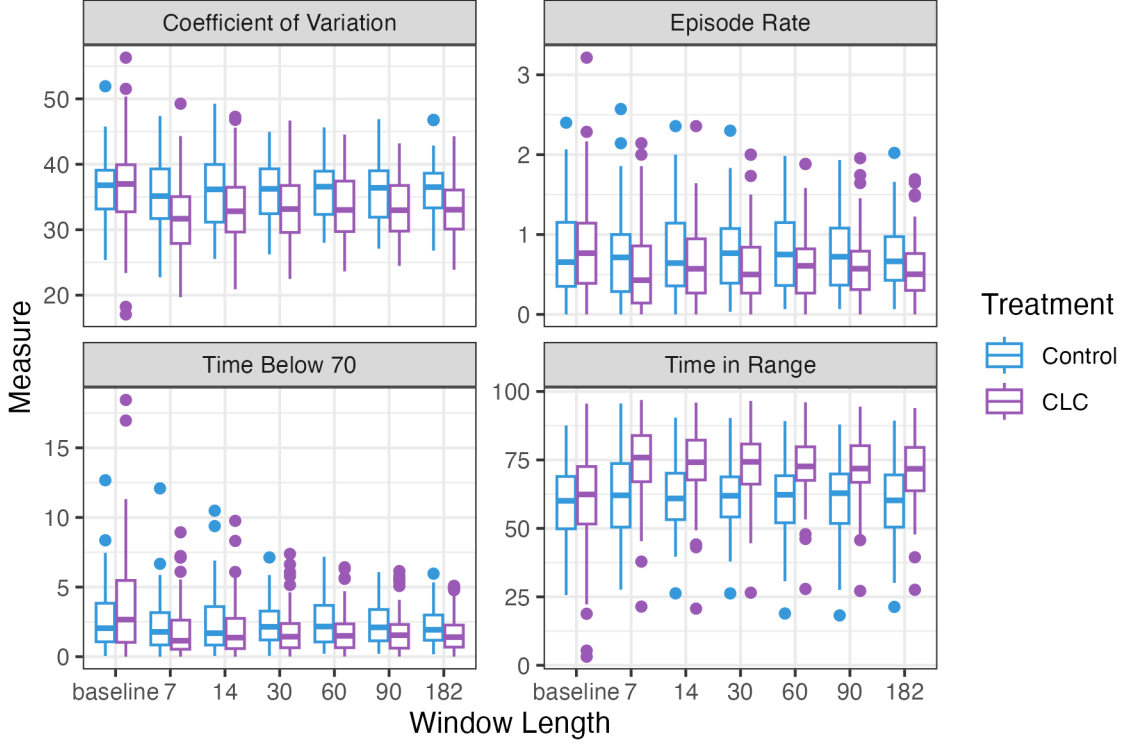 Coefficient of Variation
Episode Rate
50
40
30
20
3
2
1
0
Time Below 70
Time in Range
15
10
5
0
100
75
50
25
0
baseline 7 14 30 60 90 182
baseline 7 14 30 60 90 182
Measure
Window Length
Treatment
Control
CLC